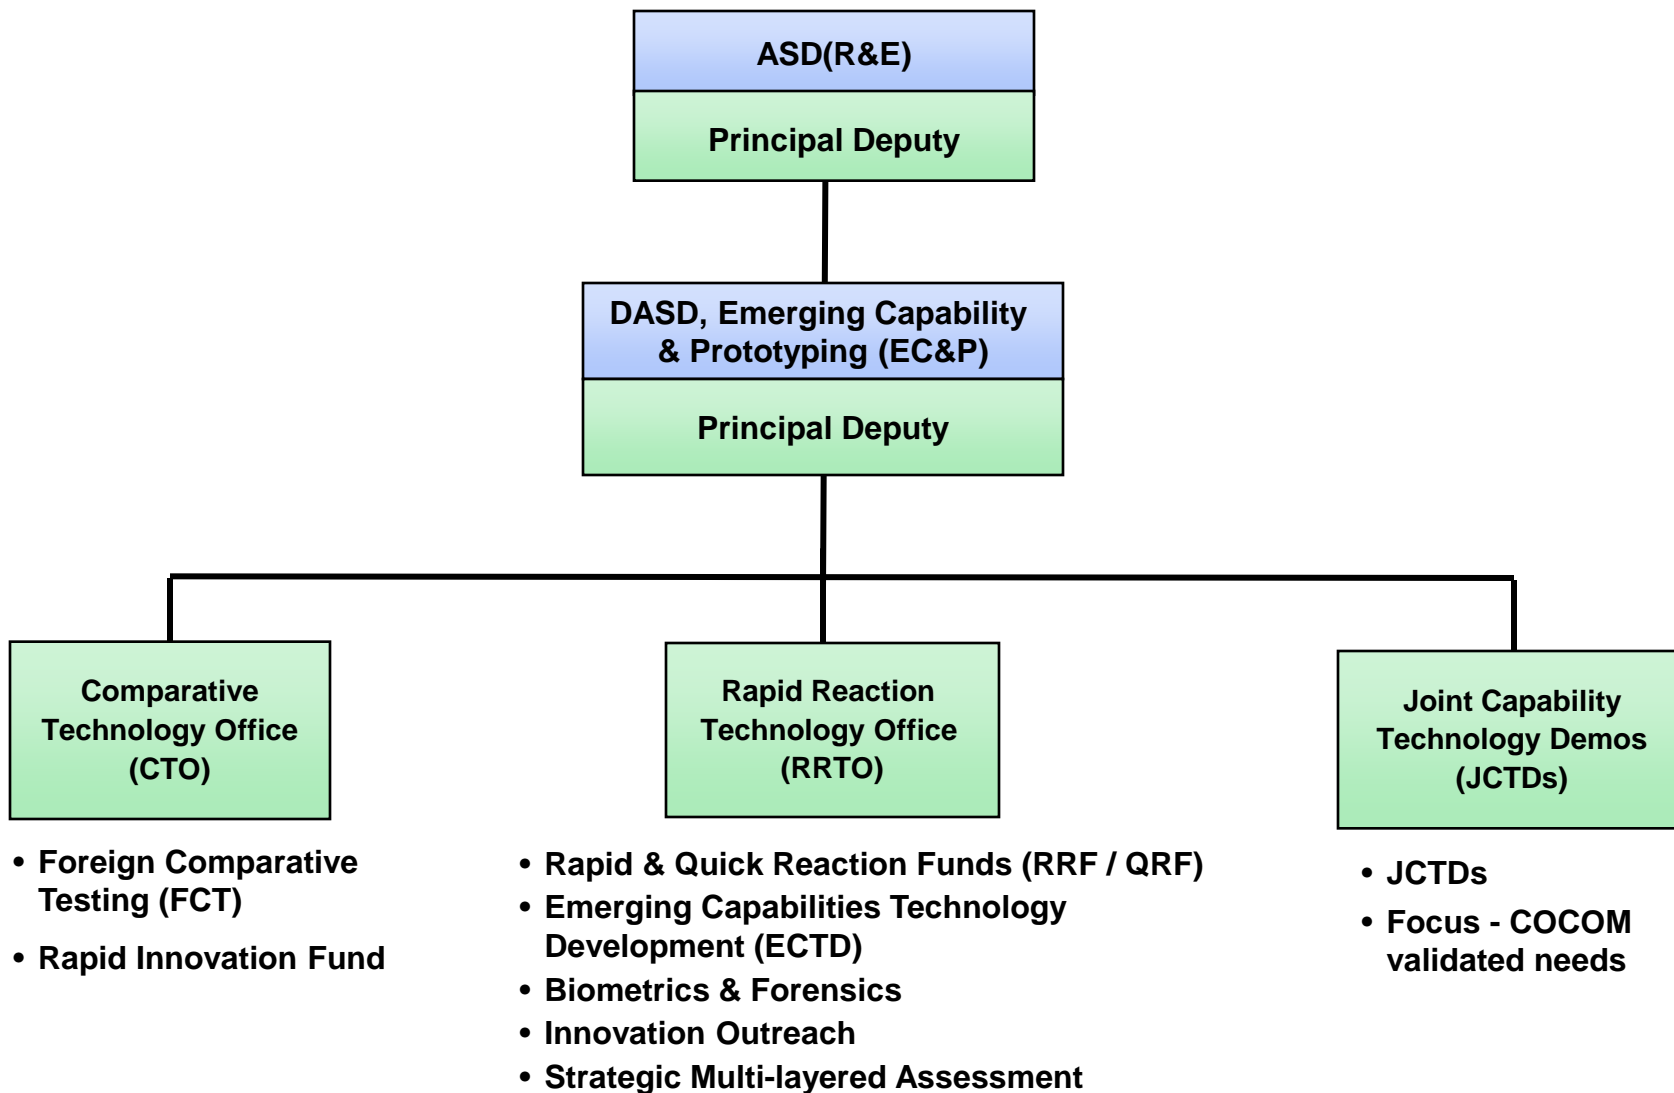 ASD(R&E)
Principal Deputy
DASD, Emerging Capability
& Prototyping (EC&P)
Principal Deputy
Comparative
Technology Office
(CTO)
• Foreign Comparative
Testing (FCT)
• Rapid Innovation Fund
Rapid Reaction
Technology Office
(RRTO)
• Rapid & Quick Reaction Funds (RRF / QRF)
• Emerging Capabilities Technology
Development (ECTD)
• Biometrics & Forensics
• Innovation Outreach
• Strategic Multi-layered Assessment
Joint Capability
Technology Demos
(JCTDs)
• JCTDs
• Focus - COCOM
validated needs